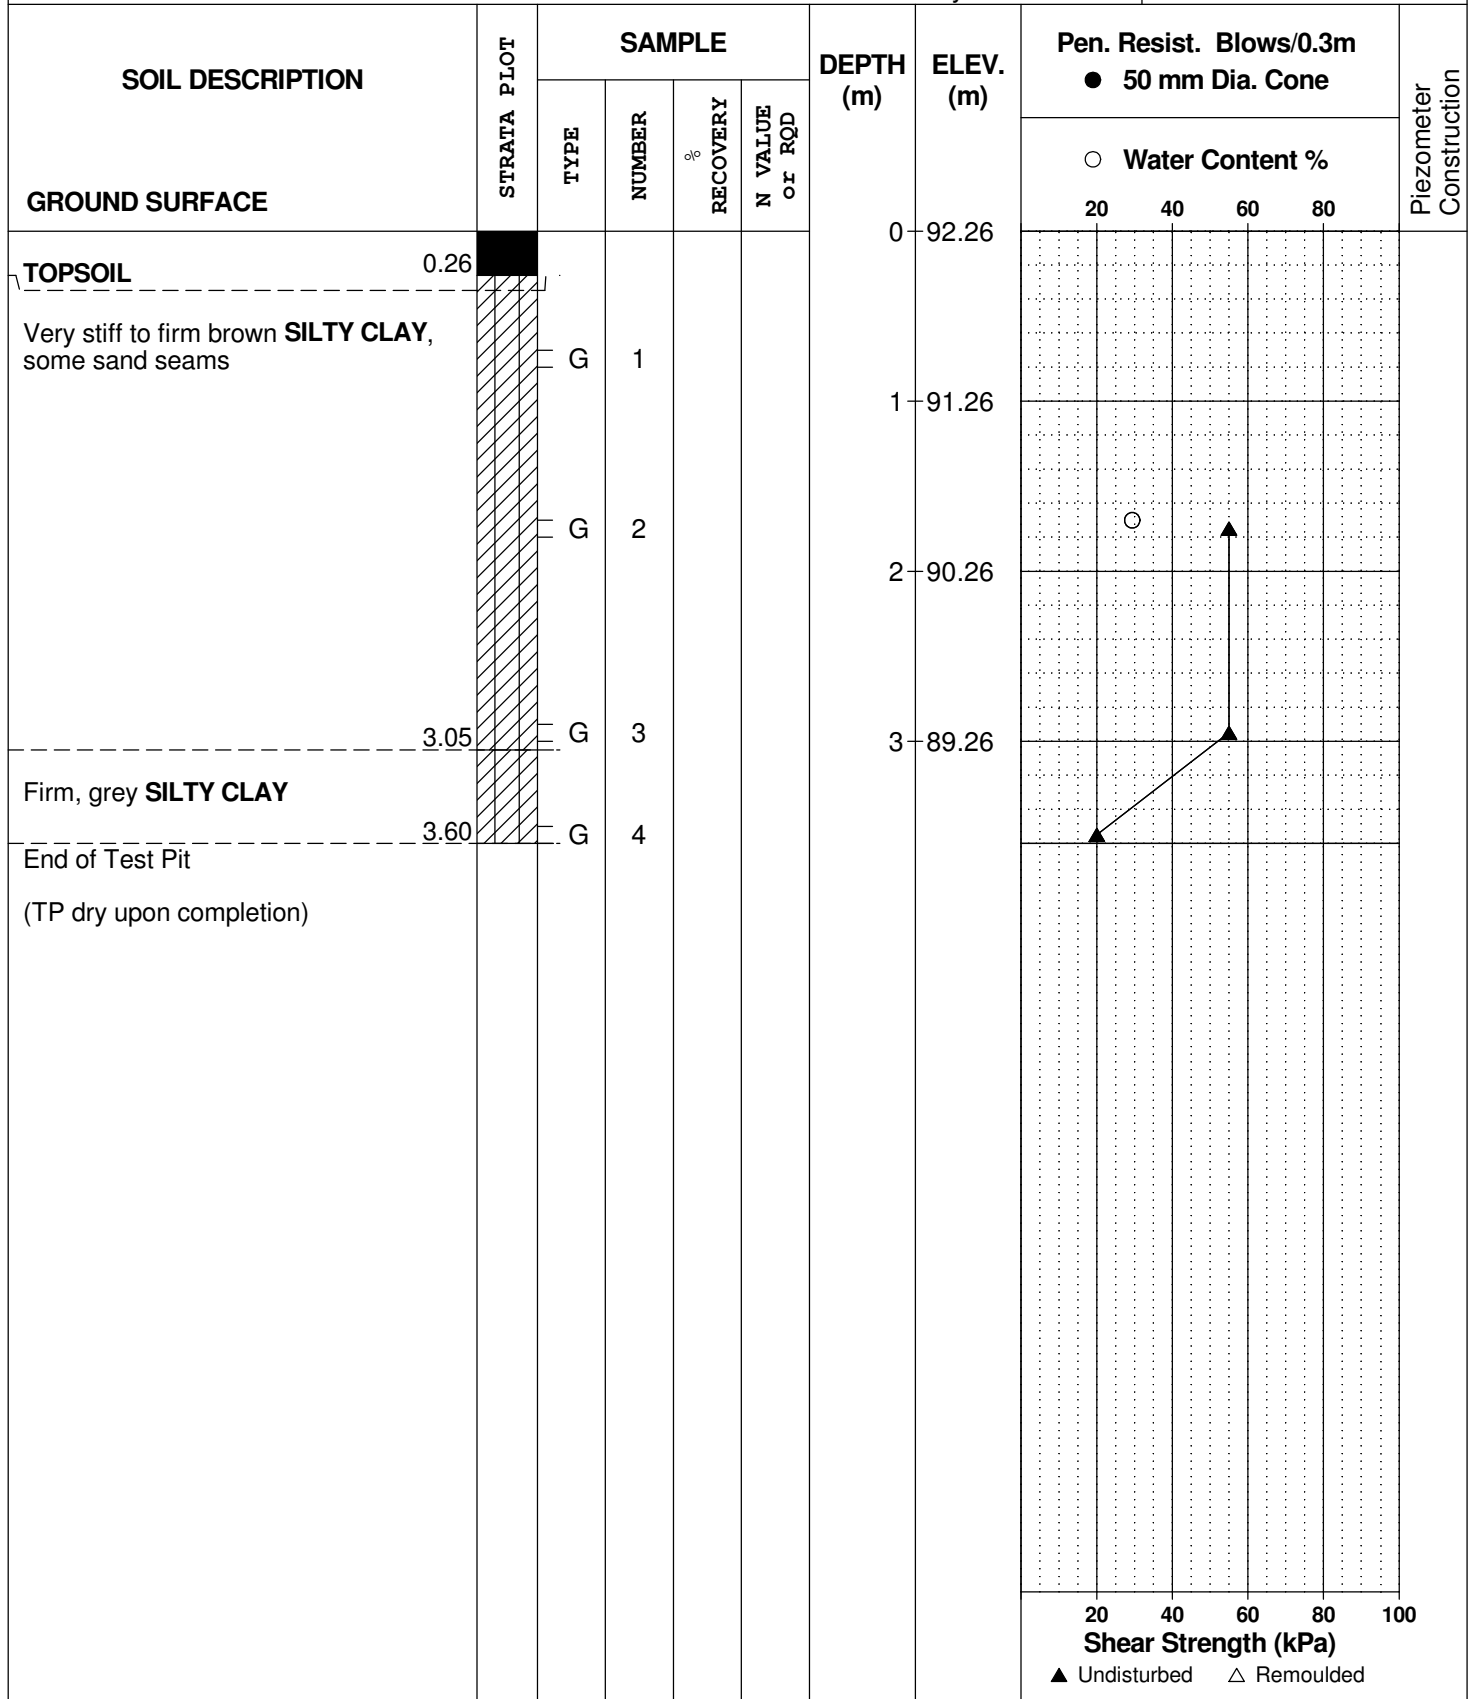 SOIL DESCRIPTION
GROUND SURFACE
STRATA PLOT
SAMPLE
TYPE
NUMBER
%
RECOVERY
N VALUE
or RQD
DEPTH
(m)
ELEV.
(m)
Pen. Resist. Blows/0.3m
● 50 mm Dia. Cone
○ Water Content %
20 40 60 80
Piezometer
Construction
0 92.26
TOPSOIL 0.26
Very stiff to firm brown SILTY CLAY,
some sand seams
G 1
1 91.26
G 2
2 90.26
G 3
3.05
3 89.26
Firm, grey SILTY CLAY
3.60
G 4
End of Test Pit
(TP dry upon completion)
20 40 60 80 100
Shear Strength (kPa)
▲ Undisturbed △ Remoulded